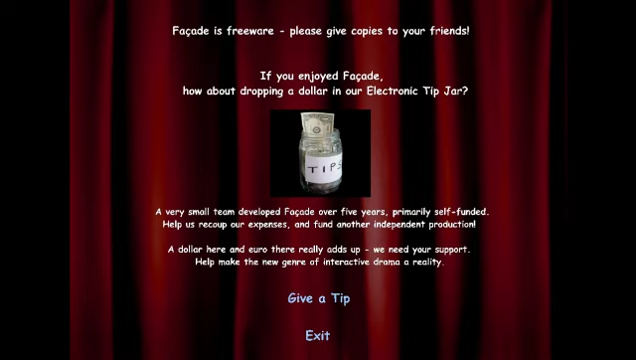 Façade is freeware - please give copies to your friends!
If you enjoyed Façade,
how about dropping a dollar in our Electronic Tip Jar?
TIPS
A very small team developed Façade over five years, primarily self-funded.
Help us recoup our expenses, and fund another independent production!
A dollar here and euro there really adds up - we need your support.
Help make the new genre of interactive drama a reality.
Give a Tip
Exit